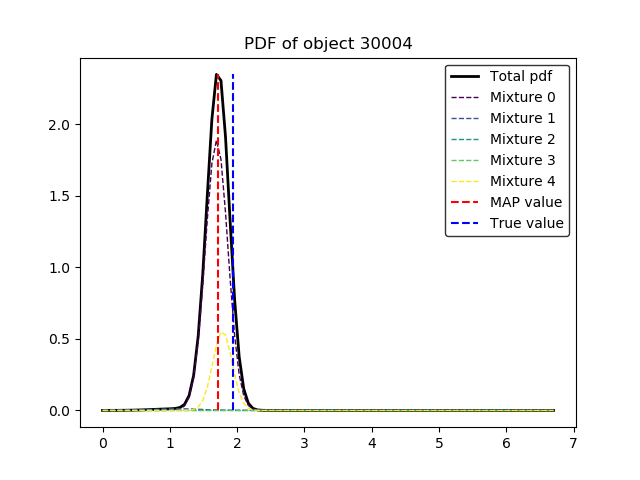 PDF of object 30004
Total pdf
Mixture 0
Mixture 1
Mixture 2
Mixture 3
Mixture 4
MAP value
True value
2.0
1.5
1.0
0.5
0.0
0 1 2 3 4 5 6 7